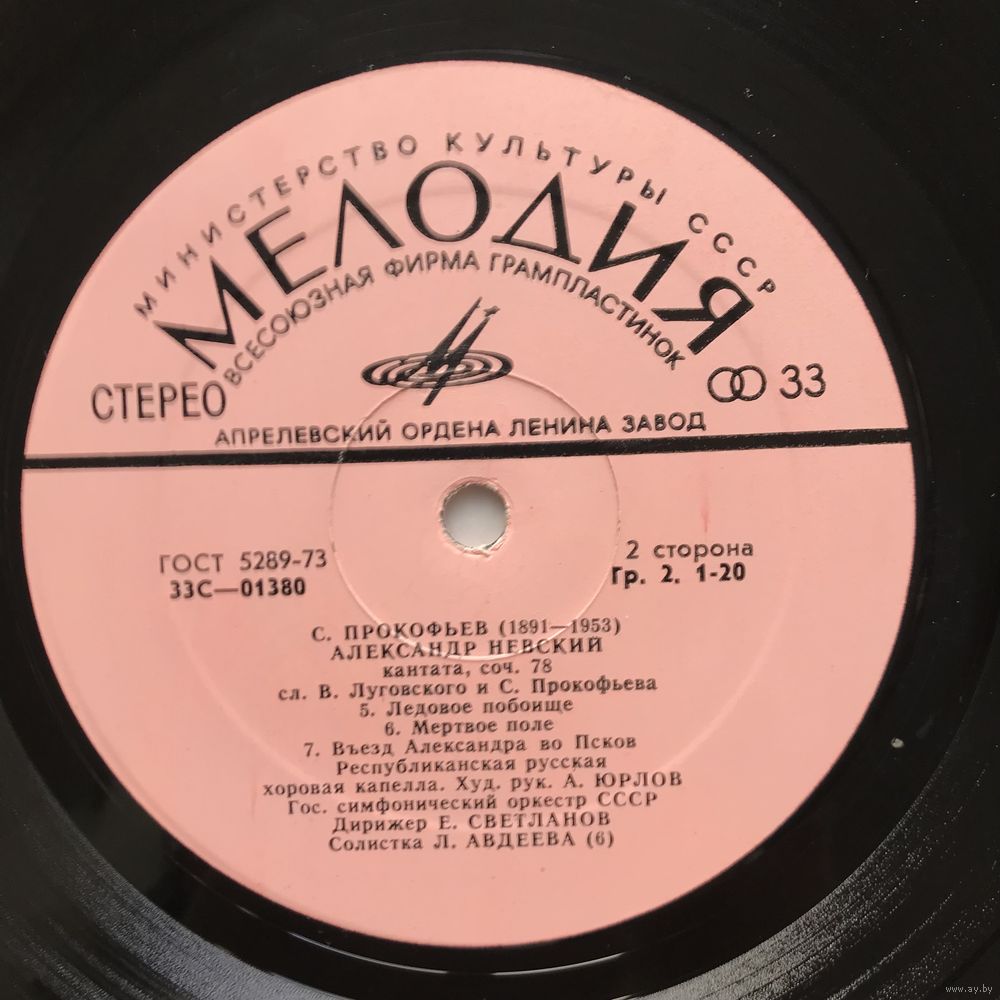 МИНИСТЕРСТВО КУЛЬТУРЫ СССР
МЕЛОДИЯ
ВСЕСОЮЗНАЯ ФИРМА ГРАМПЛАСТИНОК
СТЕРЕО
33
АПРЕЛЕВСКИЙ ОРДЕНА ЛЕНИНА ЗАВОД
ГОСТ 5289-73
33С—01380
2 сторона
Гр. 2. 1-20
С. ПРОКОФЬЕВ (1891—1953)
АЛЕКСАНДР НЕВСКИЙ
кантата, соч. 78
сл. В. Луговского и С. Прокофьева
5. Ледовое побоище
6. Мертвое поле
7. Въезд Александра во Псков
Республиканская русская
хоровая капелла. Худ. рук. А. ЮРЛОВ
Гос. симфонический оркестр СССР
Дирижер Е. СВЕТЛАНОВ
Солистка Л. АВДЕЕВА (6)
www.ay.by